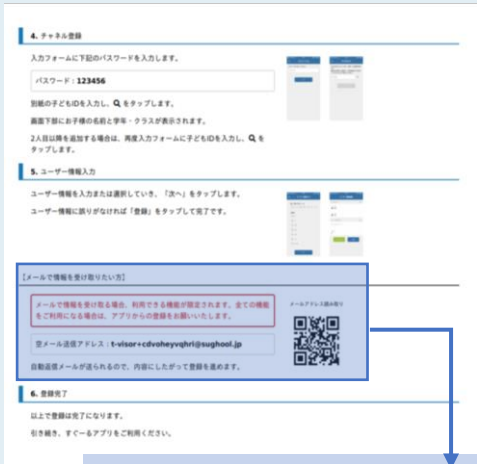 4. チャネル登録
入力フォームに下記のパスワードを入力します。
パスワード：123456
別紙の子どもIDを入力し、をタップします。
画面下部にお子様の名前と学年・クラスが表示されます。
2人目以降を追加する場合は、再度入力フォームに子どもIDを入力し、を
タップします。
5. ユーザー情報入力
ユーザー情報を入力または選択していき、「次へ」をタップします。
ユーザー情報に誤りがなければ「登録」をタップして完了です。
【メールで情報を受け取りたい方】
メールで情報を受け取る場合、利用できる機能が限定されます。全ての機能
をご利用になる場合は、アプリからの登録をお願いいたします。
メールアドレス読み取り
空メール送信アドレス：t-visor+cdvoheyvqhri@sughool.jp
自動返信メールが送られるので、内容にしたがって登録を進めます。
6. 登録完了
以上で登録は完了になります。
引き続き、すぐーるアプリをご利用ください。